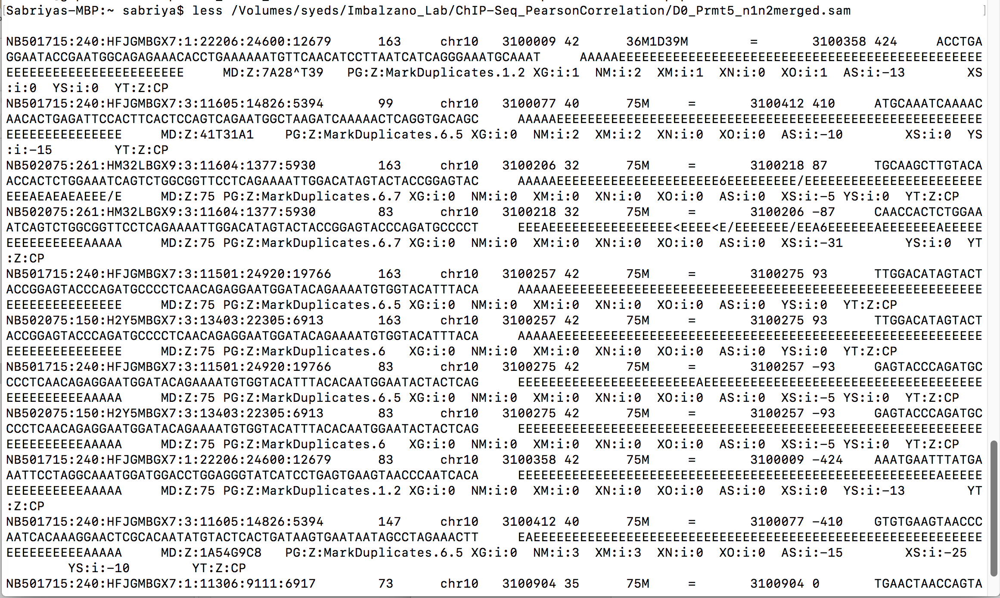 [Sabriyas-MBP:~ sabriya$ less /Volumes/syeds/Imbalzano_Lab/ChIP-Seq_PearsonCorrelation/D0_Prmt5_n1n2merged.sam ]
NB501715:240:HFJGMBGX7:1:22206:24600:12679 163 chr10 3100009 42 36M1D39M = 3100358 424 ACCTGA
GGAATACCGAATGGCAGAGAAACACCTGAAAAAATGTTCAACATCCTTAATCATCAGGGAAATGCAAAT AAAAAEEEEEEEEEEEEEEEEEEEEEEEEEEEEEEEEEEEEEEEEEEEEEEE
EEEEEEEEEEEEEEEEEEEEEEE MD:Z:7A28^T39 PG:Z:MarkDuplicates.1.2 XG:i:1 NM:i:2 XM:i:1 XN:i:0 XO:i:1 AS:i:-13 XS
:i:0 YS:i:0 YT:Z:CP
NB501715:240:HFJGMBGX7:3:11605:14826:5394 99 chr10 3100077 40 75M = 3100412 410 ATGCAAATCAAAAC
AACACTGAGATTCCACTTCACTCCAGTCAGAATGGCTAAGATCAAAAACTCAGGTGACAGC AAAAAEEEEEEEEEEEEEEEEEEEEEEEEEEEEEEEEEEEEEEEEEEEEEEEEEEEEEEE
EEEEEEEEEEEEEEE MD:Z:41T31A1 PG:Z:MarkDuplicates.6.5 XG:i:0 NM:i:2 XM:i:2 XN:i:0 XO:i:0 AS:i:-10 XS:i:0 YS
:i:-15 YT:Z:CP
NB502075:261:HM32LBGX9:3:11604:1377:5930 163 chr10 3100206 32 75M = 3100218 87 TGCAAGCTTGTACA
ACCACTCTGGAAATCAGTCTGGCGGTTCCTCAGAAAATTGGACATAGTACTACCGGAGTAC AAAAAEEEEEEEEEEEEEEEEEEEEE6EEEEEEEEE/EEEEEEEEEEEEEEEEEEEEEEE
EEEAEAEAEAEEE/E MD:Z:75 PG:Z:MarkDuplicates.6.7 XG:i:0 NM:i:0 XM:i:0 XN:i:0 XO:i:0 AS:i:0 XS:i:-5 YS:i:0 YT:Z:CP
NB502075:261:HM32LBGX9:3:11604:1377:5930 83 chr10 3100218 32 75M = 3100206 -87 CAACCACTCTGGAA
ATCAGTCTGGCGGTTCCTCAGAAAATTGGACATAGTACTACCGGAGTACCCAGATGCCCCT EEEAEEEEEEEEEEEEEEEE<EEEE<E/EEEEEEE/EEA6EEEEEEAEEEEEEEAEEEEE
EEEEEEEEEEAAAAA MD:Z:75 PG:Z:MarkDuplicates.6.7 XG:i:0 NM:i:0 XM:i:0 XN:i:0 XO:i:0 AS:i:0 XS:i:-31 YS:i:0 YT
:Z:CP
NB501715:240:HFJGMBGX7:3:11501:24920:19766 163 chr10 3100257 42 75M = 3100275 93 TTGGACATAGTACT
ACCGGAGTACCCAGATGCCCCTCAACAGAGGAATGGATACAGAAAATGTGGTACATTTACA AAAAAEEEEEEEEEEEEEEEEEEEEEEEEEEEEEEEEEEEEEEEEEEEEEEEEEEEEEEE
EEEEEEEEEEEEEEE MD:Z:75 PG:Z:MarkDuplicates.6.5 XG:i:0 NM:i:0 XM:i:0 XN:i:0 XO:i:0 AS:i:0 YS:i:0 YT:Z:CP
NB502075:150:H2Y5MBGX7:3:13403:22305:6913 163 chr10 3100257 42 75M = 3100275 93 TTGGACATAGTACT
ACCGGAGTACCCAGATGCCCCTCAACAGAGGAATGGATACAGAAAATGTGGTACATTTACA AAAAAEEEEEEEEEEEEEEEEEEEEEEEEEEEEEEEEEEEEEEEEEEEEEEEEEEEEEEE
EEEEEEEEEEEEEEE MD:Z:75 PG:Z:MarkDuplicates.6 XG:i:0 NM:i:0 XM:i:0 XN:i:0 XO:i:0 AS:i:0 YS:i:0 YT:Z:CP
NB501715:240:HFJGMBGX7:3:11501:24920:19766 83 chr10 3100275 42 75M = 3100257 -93 GAGTACCCAGATGC
CCCTCAACAGAGGAATGGATACAGAAAATGTGGTACATTTACACAATGGAATACTACTCAG EEEEEEEEEEEEEEEEEEEEEEEAEEEEEEEEEEEEEEEEEEEEEEEEEEEEEEEEEEEE
EEEEEEEEEEAAAAA MD:Z:75 PG:Z:MarkDuplicates.6.5 XG:i:0 NM:i:0 XM:i:0 XN:i:0 XO:i:0 AS:i:0 XS:i:-5 YS:i:0 YT:Z:CP
NB502075:150:H2Y5MBGX7:3:13403:22305:6913 83 chr10 3100275 42 75M = 3100257 -93 GAGTACCCAGATGC
CCCTCAACAGAGGAATGGATACAGAAAATGTGGTACATTTACACAATGGAATACTACTCAG EEEEEEEEEEEEEEEEEEEEEEEEEEEEEEEEEEEEEEEEEEEEEEEEEEEEEEEEEEEE
EEEEEEEEEEAAAAA MD:Z:75 PG:Z:MarkDuplicates.6 XG:i:0 NM:i:0 XM:i:0 XN:i:0 XO:i:0 AS:i:0 XS:i:-5 YS:i:0 YT:Z:CP
NB501715:240:HFJGMBGX7:1:22206:24600:12679 83 chr10 3100358 42 75M = 3100009 -424 AAATGAATTTATGA
AATTCCTAGGCAAATGGATGGACCTGGAGGGTATCATCCTGAGTGAAGTAACCCAATCACA EEEEEEEEEEEEEEEEEEEEEEEEEEEEEEEEEEEEEEEEEEEEEEEEEEEEEEAEEEEE
EEEEEEEEEEAAAAA MD:Z:75 PG:Z:MarkDuplicates.1.2 XG:i:0 NM:i:0 XM:i:0 XN:i:0 XO:i:0 AS:i:0 XS:i:0 YS:i:-13 YT
:Z:CP
NB501715:240:HFJGMBGX7:3:11605:14826:5394 147 chr10 3100412 40 75M = 3100077 -410 GTGTGAAGTAACCC
AATCACAAAGGAACTCGCACAATATGTACTCACTGATAAGTGAATAATAGCCTAGAAACTT EAEEEEEEEEEEEEEEEEEEEEEEEEEEEEEEEEEEEEEEEEEEEEEEEEEEEEEEEEEE
EEEEEEEEEEAAAAA MD:Z:1A54G9C8 PG:Z:MarkDuplicates.6.5 XG:i:0 NM:i:3 XM:i:3 XN:i:0 XO:i:0 AS:i:-15 XS:i:-25
YS:i:-10 YT:Z:CP
NB501715:240:HFJGMBGX7:1:11306:9111:6917 73 chr10 3100904 35 75M = 3100904 0 TGAACTAACCAGTA